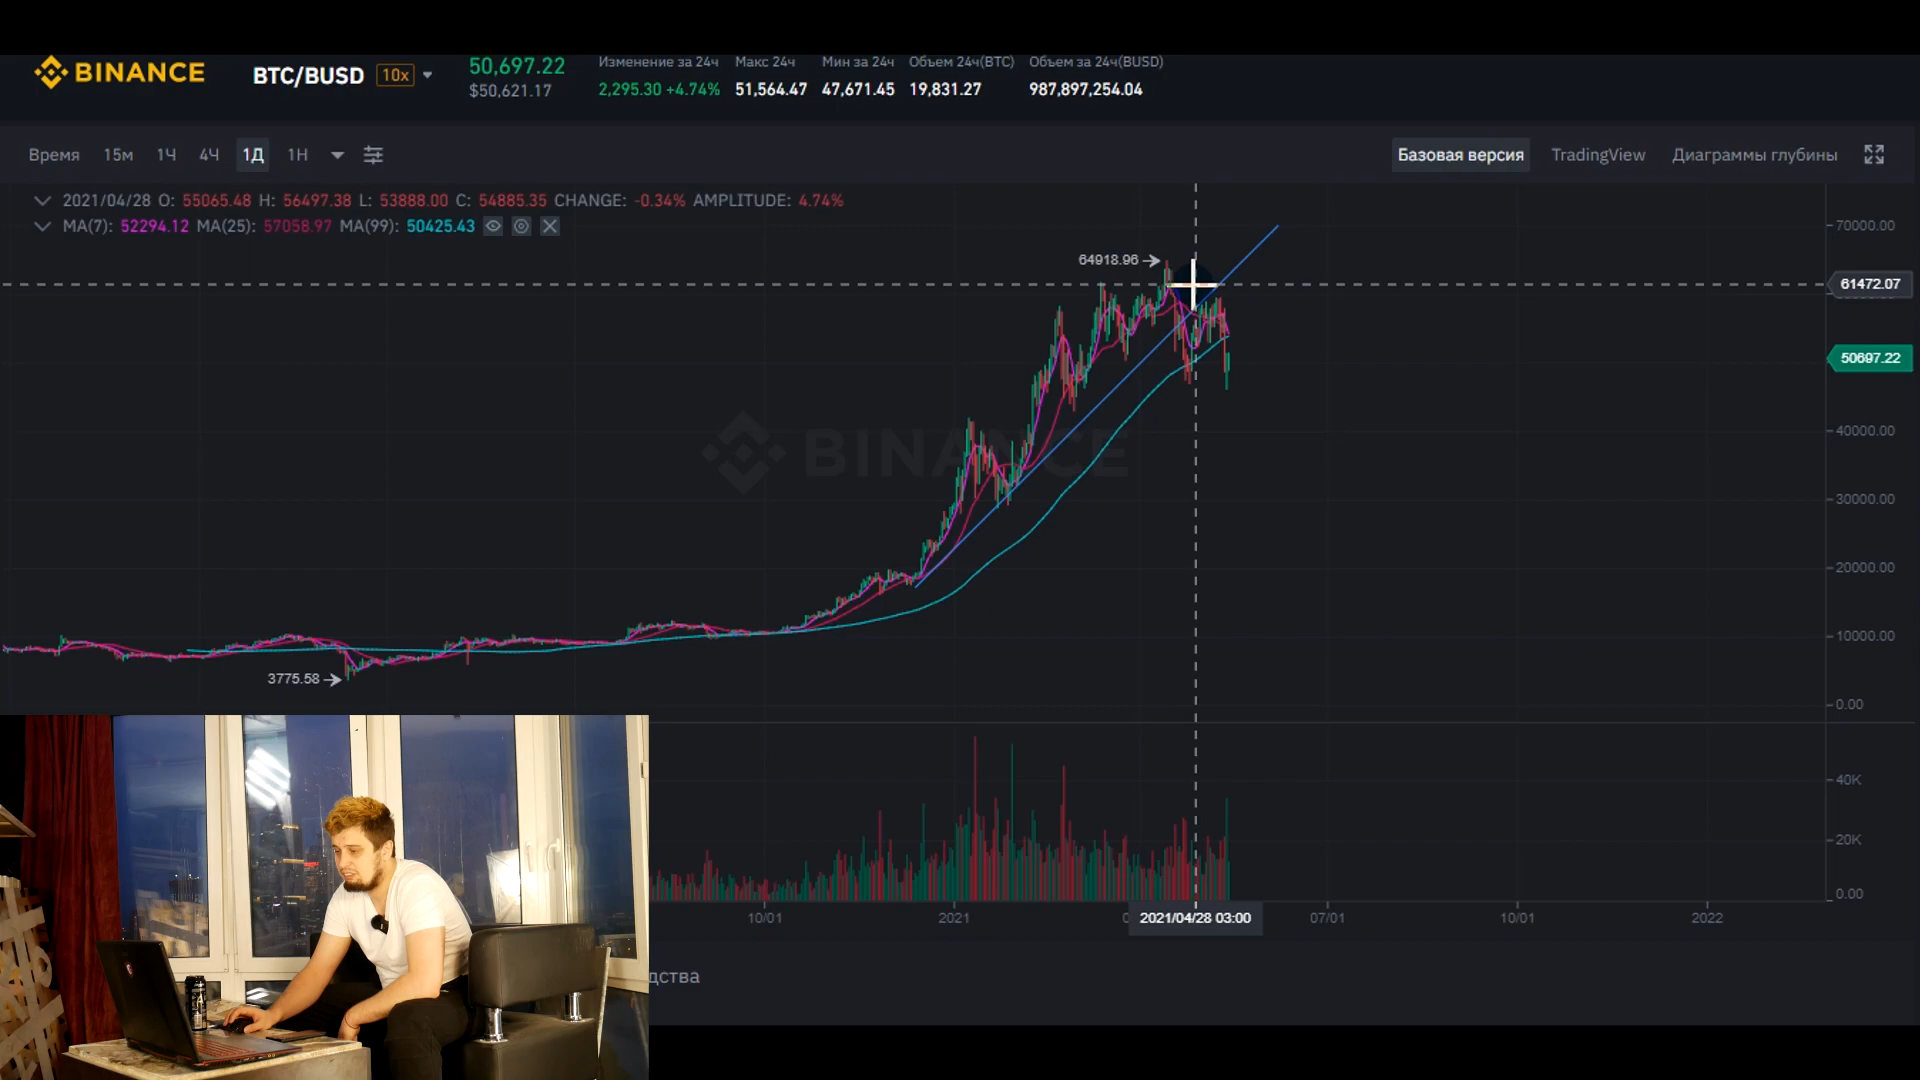 BINANCE
BTC/BUSD 10x
50,697.22
$50,621.17
Изменение за 24ч Макс 24ч Мин за 24ч Объем 24ч(BTC) Объем за 24ч(BUSD)
2,295.30 +4.74% 51,564.47 47,671.45 19,831.27 987,897,254.04
Время 15м 1Ч 4Ч 1Д 1Н
Базовая версия TradingView Диаграммы глубины
2021/04/28 O: 55065.48 H: 56497.38 L: 53888.00 C: 54885.35 CHANGE: -0.34% AMPLITUDE: 4.74%
MA(7): 52294.12 MA(25): 57058.97 MA(99): 50425.43
70000.00
64918.96
61472.07
50697.22
40000.00
BINANCE
30000.00
20000.00
10000.00
3775.58
0.00
40K
20K
0.00
10/01 2021 2021/04/28 03:00 07/01 10/01 2022
дства